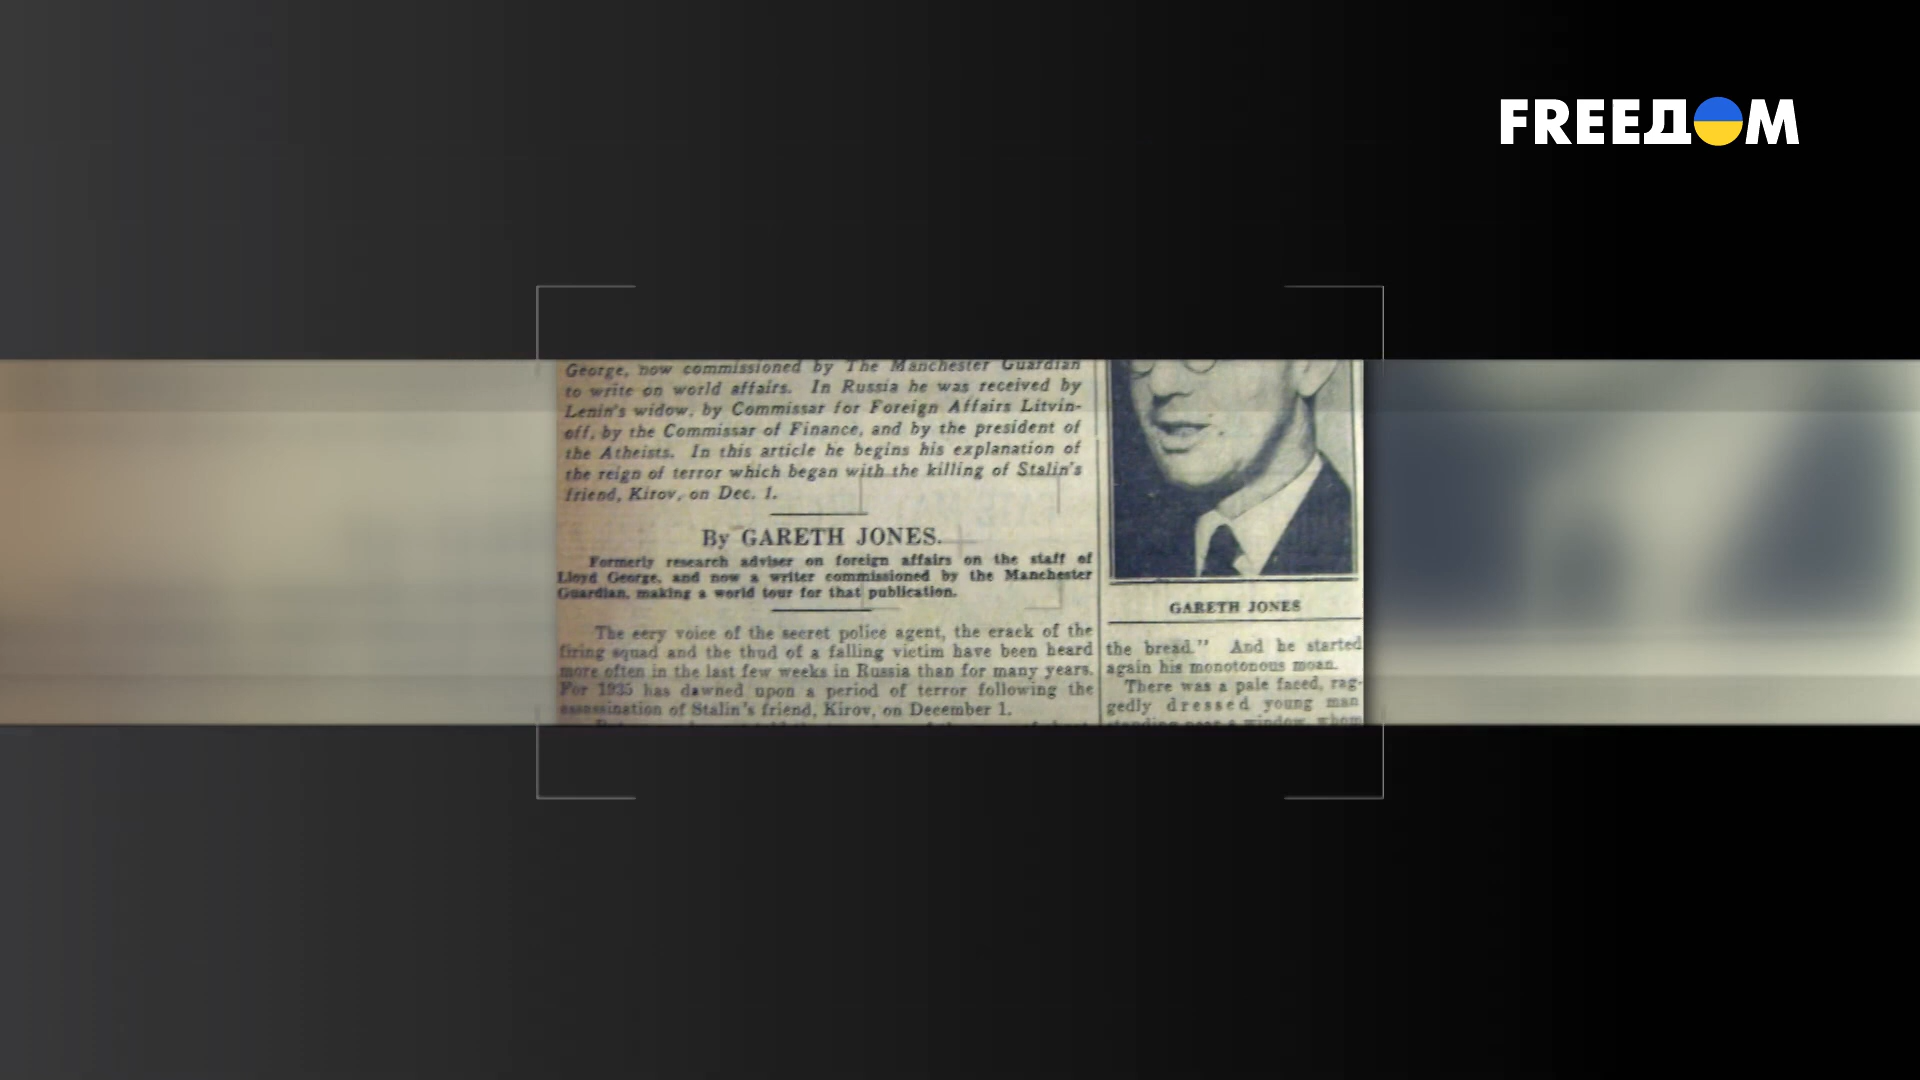 FREEДOM
George, now commissioned by The Manchester Guardian
to write on world affairs. In Russia he was received by
Lenin's widow, by Commissar for Foreign Affairs Litvin-
off, by the Commissar of Finance, and by the president of
the Atheists. In this article he begins his explanation of
the reign of terror which began with the killing of Stalin's
friend, Kirov, on Dec. 1.
By GARETH JONES.
Formerly research adviser on foreign affairs on the staff of
Lloyd George, and now a writer commissioned by the Manchester
Guardian, making a world tour for that publication.
The eery voice of the secret police agent, the crack of the
firing squad and the thud of a falling victim have been heard
more often in the last few weeks in Russia than for many years.
For 1935 has dawned upon a period of terror following the
assassination of Stalin's friend, Kirov, on December 1.
GARETH JONES
the bread." And he started
again his monotonous moan.
There was a pale faced, rag-
gedly dressed young man
standing near a window, whom